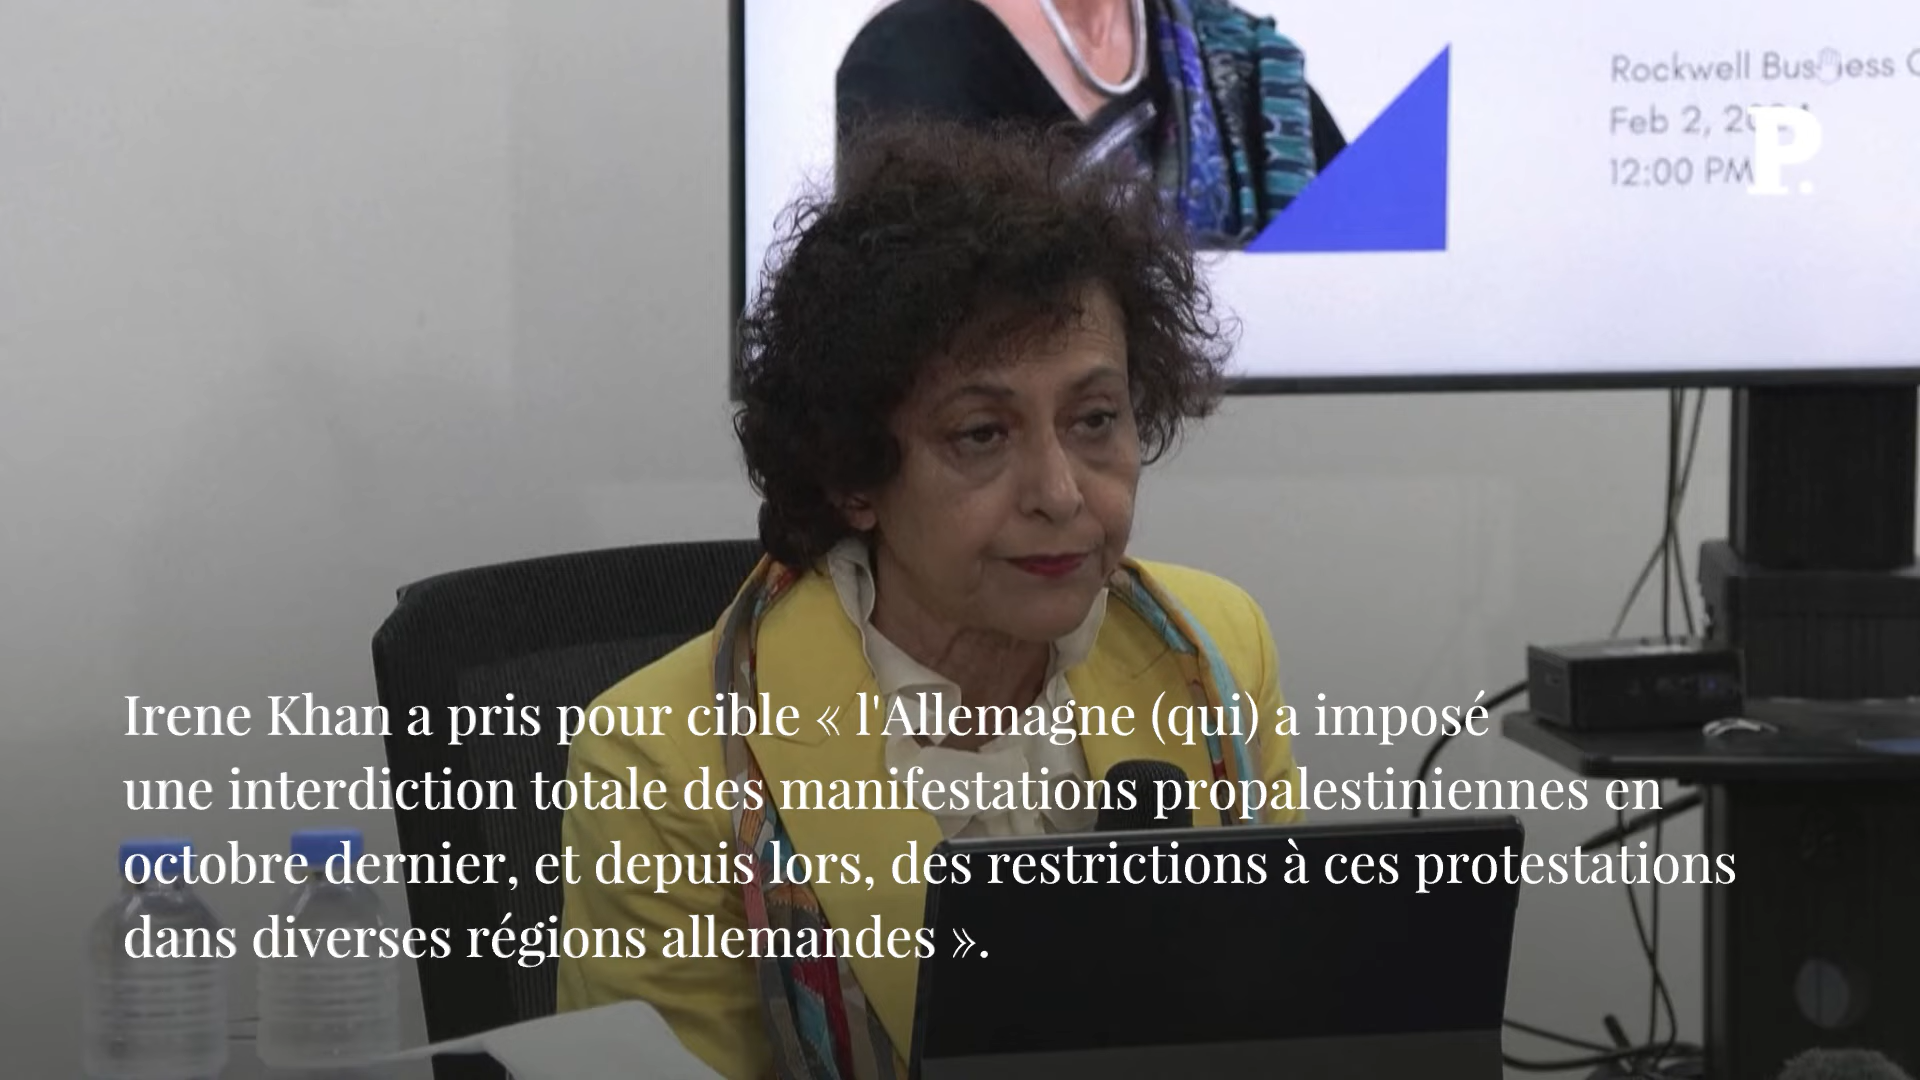 Rockwell Business
Feb 2,
12:00 PM
P.
Irene Khan a pris pour cible « l'Allemagne (qui) a imposé
une interdiction totale des manifestations propalestiniennes en
octobre dernier, et depuis lors, des restrictions à ces protestations
dans diverses régions allemandes ».